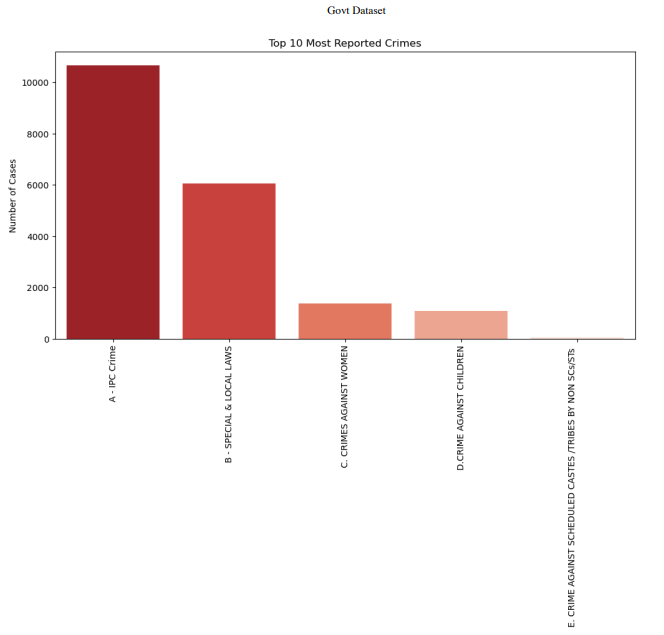 Govt Dataset
Top 10 Most Reported Crimes
Number of Cases
10000
8000
6000
4000
2000
0
A - IPC Crime
B - SPECIAL & LOCAL LAWS
C. CRIMES AGAINST WOMEN
D.CRIME AGAINST CHILDREN
E. CRIME AGAINST SCHEDULED CASTES /TRIBES BY NON SCs/STs